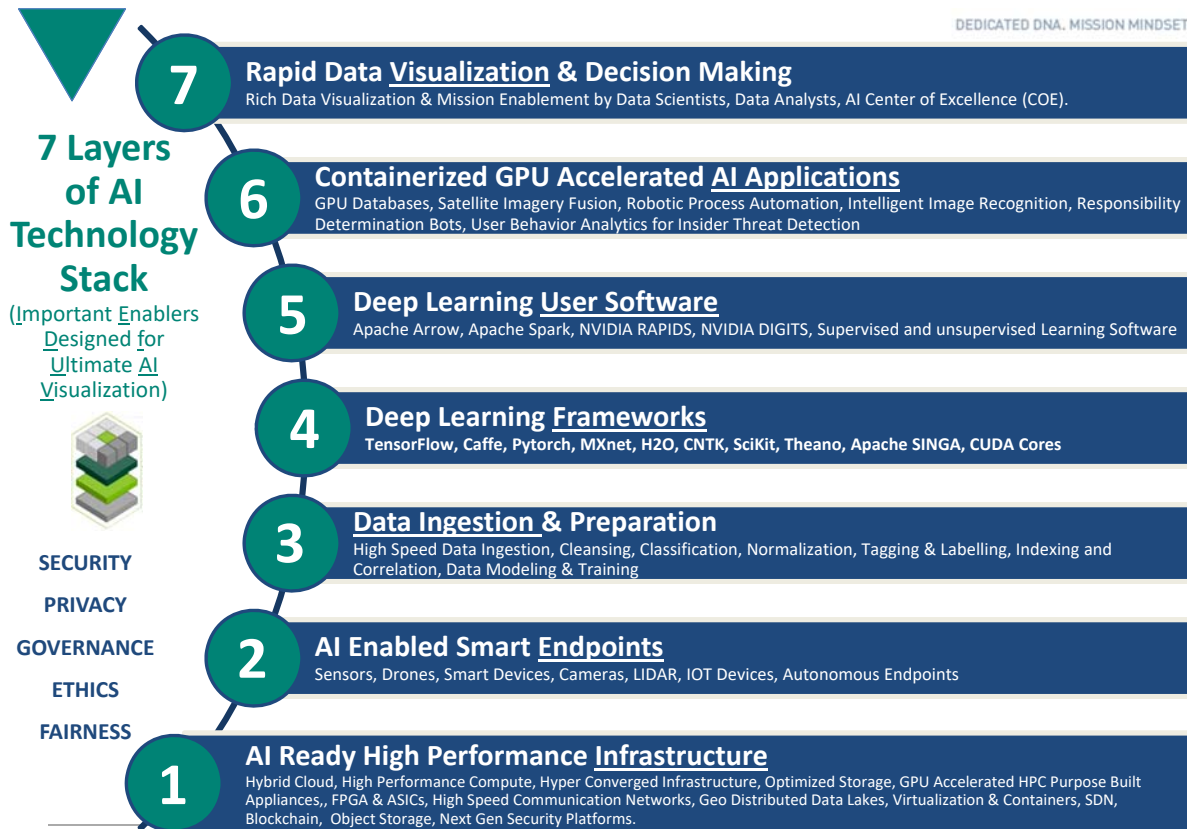 DEDICATED DNA. MISSION MINDSET
7 Layers
of AI
Technology
Stack
(Important Enablers
Designed for
Ultimate AI
Visualization)
SECURITY
PRIVACY
GOVERNANCE
ETHICS
FAIRNESS
7
Rapid Data Visualization & Decision Making
Rich Data Visualization & Mission Enablement by Data Scientists, Data Analysts, AI Center of Excellence (COE).
6
Containerized GPU Accelerated AI Applications
GPU Databases, Satellite Imagery Fusion, Robotic Process Automation, Intelligent Image Recognition, Responsibility
Determination Bots, User Behavior Analytics for Insider Threat Detection
5
Deep Learning User Software
Apache Arrow, Apache Spark, NVIDIA RAPIDS, NVIDIA DIGITS, Supervised and unsupervised Learning Software
4
Deep Learning Frameworks
TensorFlow, Caffe, Pytorch, MXnet, H2O, CNTK, SciKit, Theano, Apache SINGA, CUDA Cores
3
Data Ingestion & Preparation
High Speed Data Ingestion, Cleansing, Classification, Normalization, Tagging & Labelling, Indexing and
Correlation, Data Modeling & Training
2
AI Enabled Smart Endpoints
Sensors, Drones, Smart Devices, Cameras, LIDAR, IOT Devices, Autonomous Endpoints
1
AI Ready High Performance Infrastructure
Hybrid Cloud, High Performance Compute, Hyper Converged Infrastructure, Optimized Storage, GPU Accelerated HPC Purpose Built
Appliances,, FPGA & ASICs, High Speed Communication Networks, Geo Distributed Data Lakes, Virtualization & Containers, SDN,
Blockchain, Object Storage, Next Gen Security Platforms.